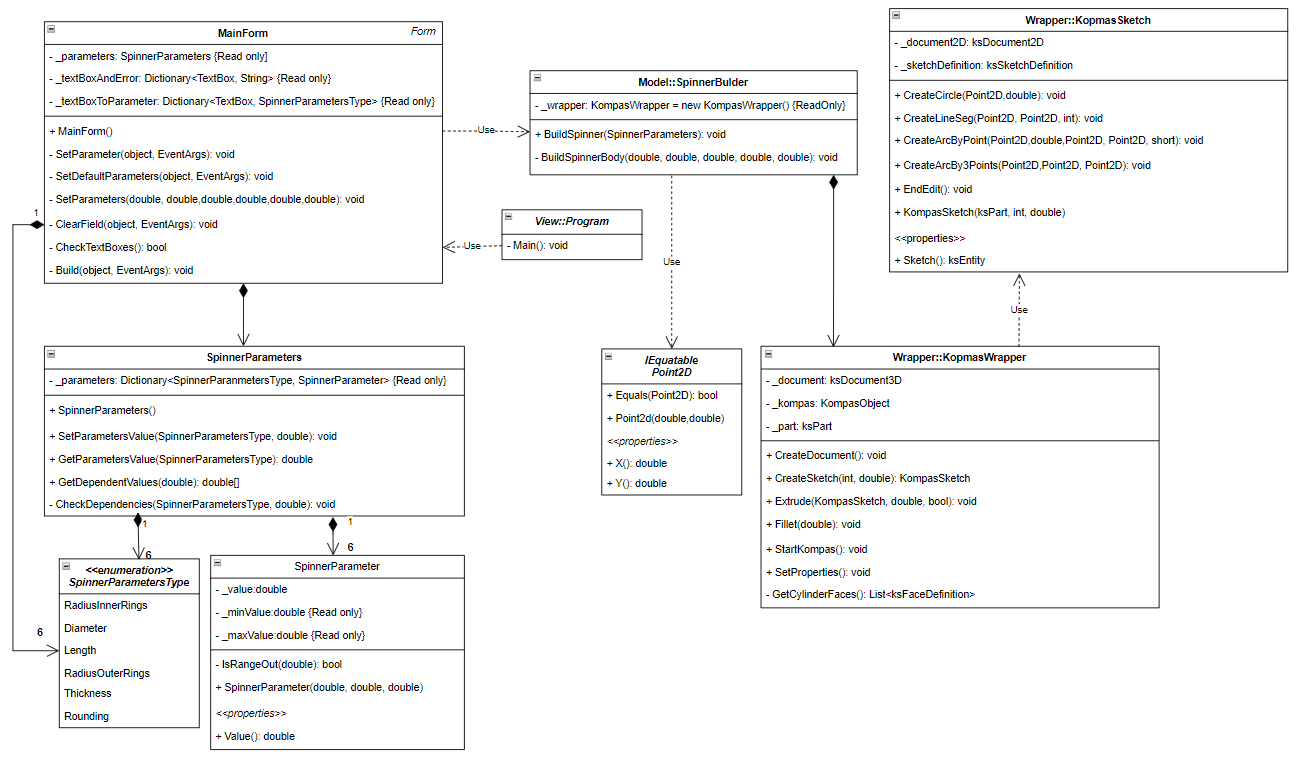 MainForm
Form
- _parameters: SpinnerParameters {Read only]
- _textBoxAndError: Dictionary<TextBox, String> {Read only}
- _textBoxToParameter: Dictionary<TextBox, SpinnerParametersType> {Read only}
+ MainForm()
- SetParameter(object, EventArgs): void
- SetDefaultParameters(object, EventArgs): void
- SetParameters(double, double,double,double,double,double): void
- ClearField(object, EventArgs): void
- CheckTextBoxes(): bool
- Build(object, EventArgs): void
1
6
Use
Model::SpinnerBulder
- _wrapper: KompasWrapper = new KompasWrapper() {ReadOnly}
+ BuildSpinner(SpinnerParameters): void
- BuildSpinnerBody(double, double, double, double, double): void
View::Program
- Main(): void
Use
Use
Wrapper::KopmasSketch
- _document2D: ksDocument2D
- _sketchDefinition: ksSketchDefinition
+ CreateCircle(Point2D,double): void
+ CreateLineSeg(Point2D, Point2D, int): void
+ CreateArcByPoint(Point2D,double,Point2D, Point2D, short): void
+ CreateArcBy3Points(Point2D,Point2D, Point2D): void
+ EndEdit(): void
+ KompasSketch(ksPart, int, double)
<<properties>>
+ Sketch(): ksEntity
Use
SpinnerParameters
- _parameters: Dictionary<SpinnerParanmetersType, SpinnerParameter> {Read only}
+ SpinnerParameters()
+ SetParametersValue(SpinnerParametersType, double): void
+ GetParametersValue(SpinnerParametersType): double
+ GetDependentValues(double): double[]
- CheckDependencies(SpinnerParametersType, double): void
1
6
1
6
IEquatable
Point2D
+ Equals(Point2D): bool
+ Point2d(double,double)
<<properties>>
+ X(): double
+ Y(): double
Wrapper::KopmasWrapper
- _document: ksDocument3D
- _kompas: KompasObject
- _part: ksPart
+ CreateDocument(): void
+ CreateSketch(int, double): KompasSketch
+ Extrude(KompasSketch, double, bool): void
+ Fillet(double): void
+ StartKompas(): void
+ SetProperties(): void
- GetCylinderFaces(): List<ksFaceDefinition>
<<enumeration>>
SpinnerParametersType
RadiusInnerRings
Diameter
Length
RadiusOuterRings
Thickness
Rounding
SpinnerParameter
- _value:double
- _minValue:double {Read only}
- _maxValue:double {Read only}
- IsRangeOut(double): bool
+ SpinnerParameter(double, double, double)
<<properties>>
+ Value(): double